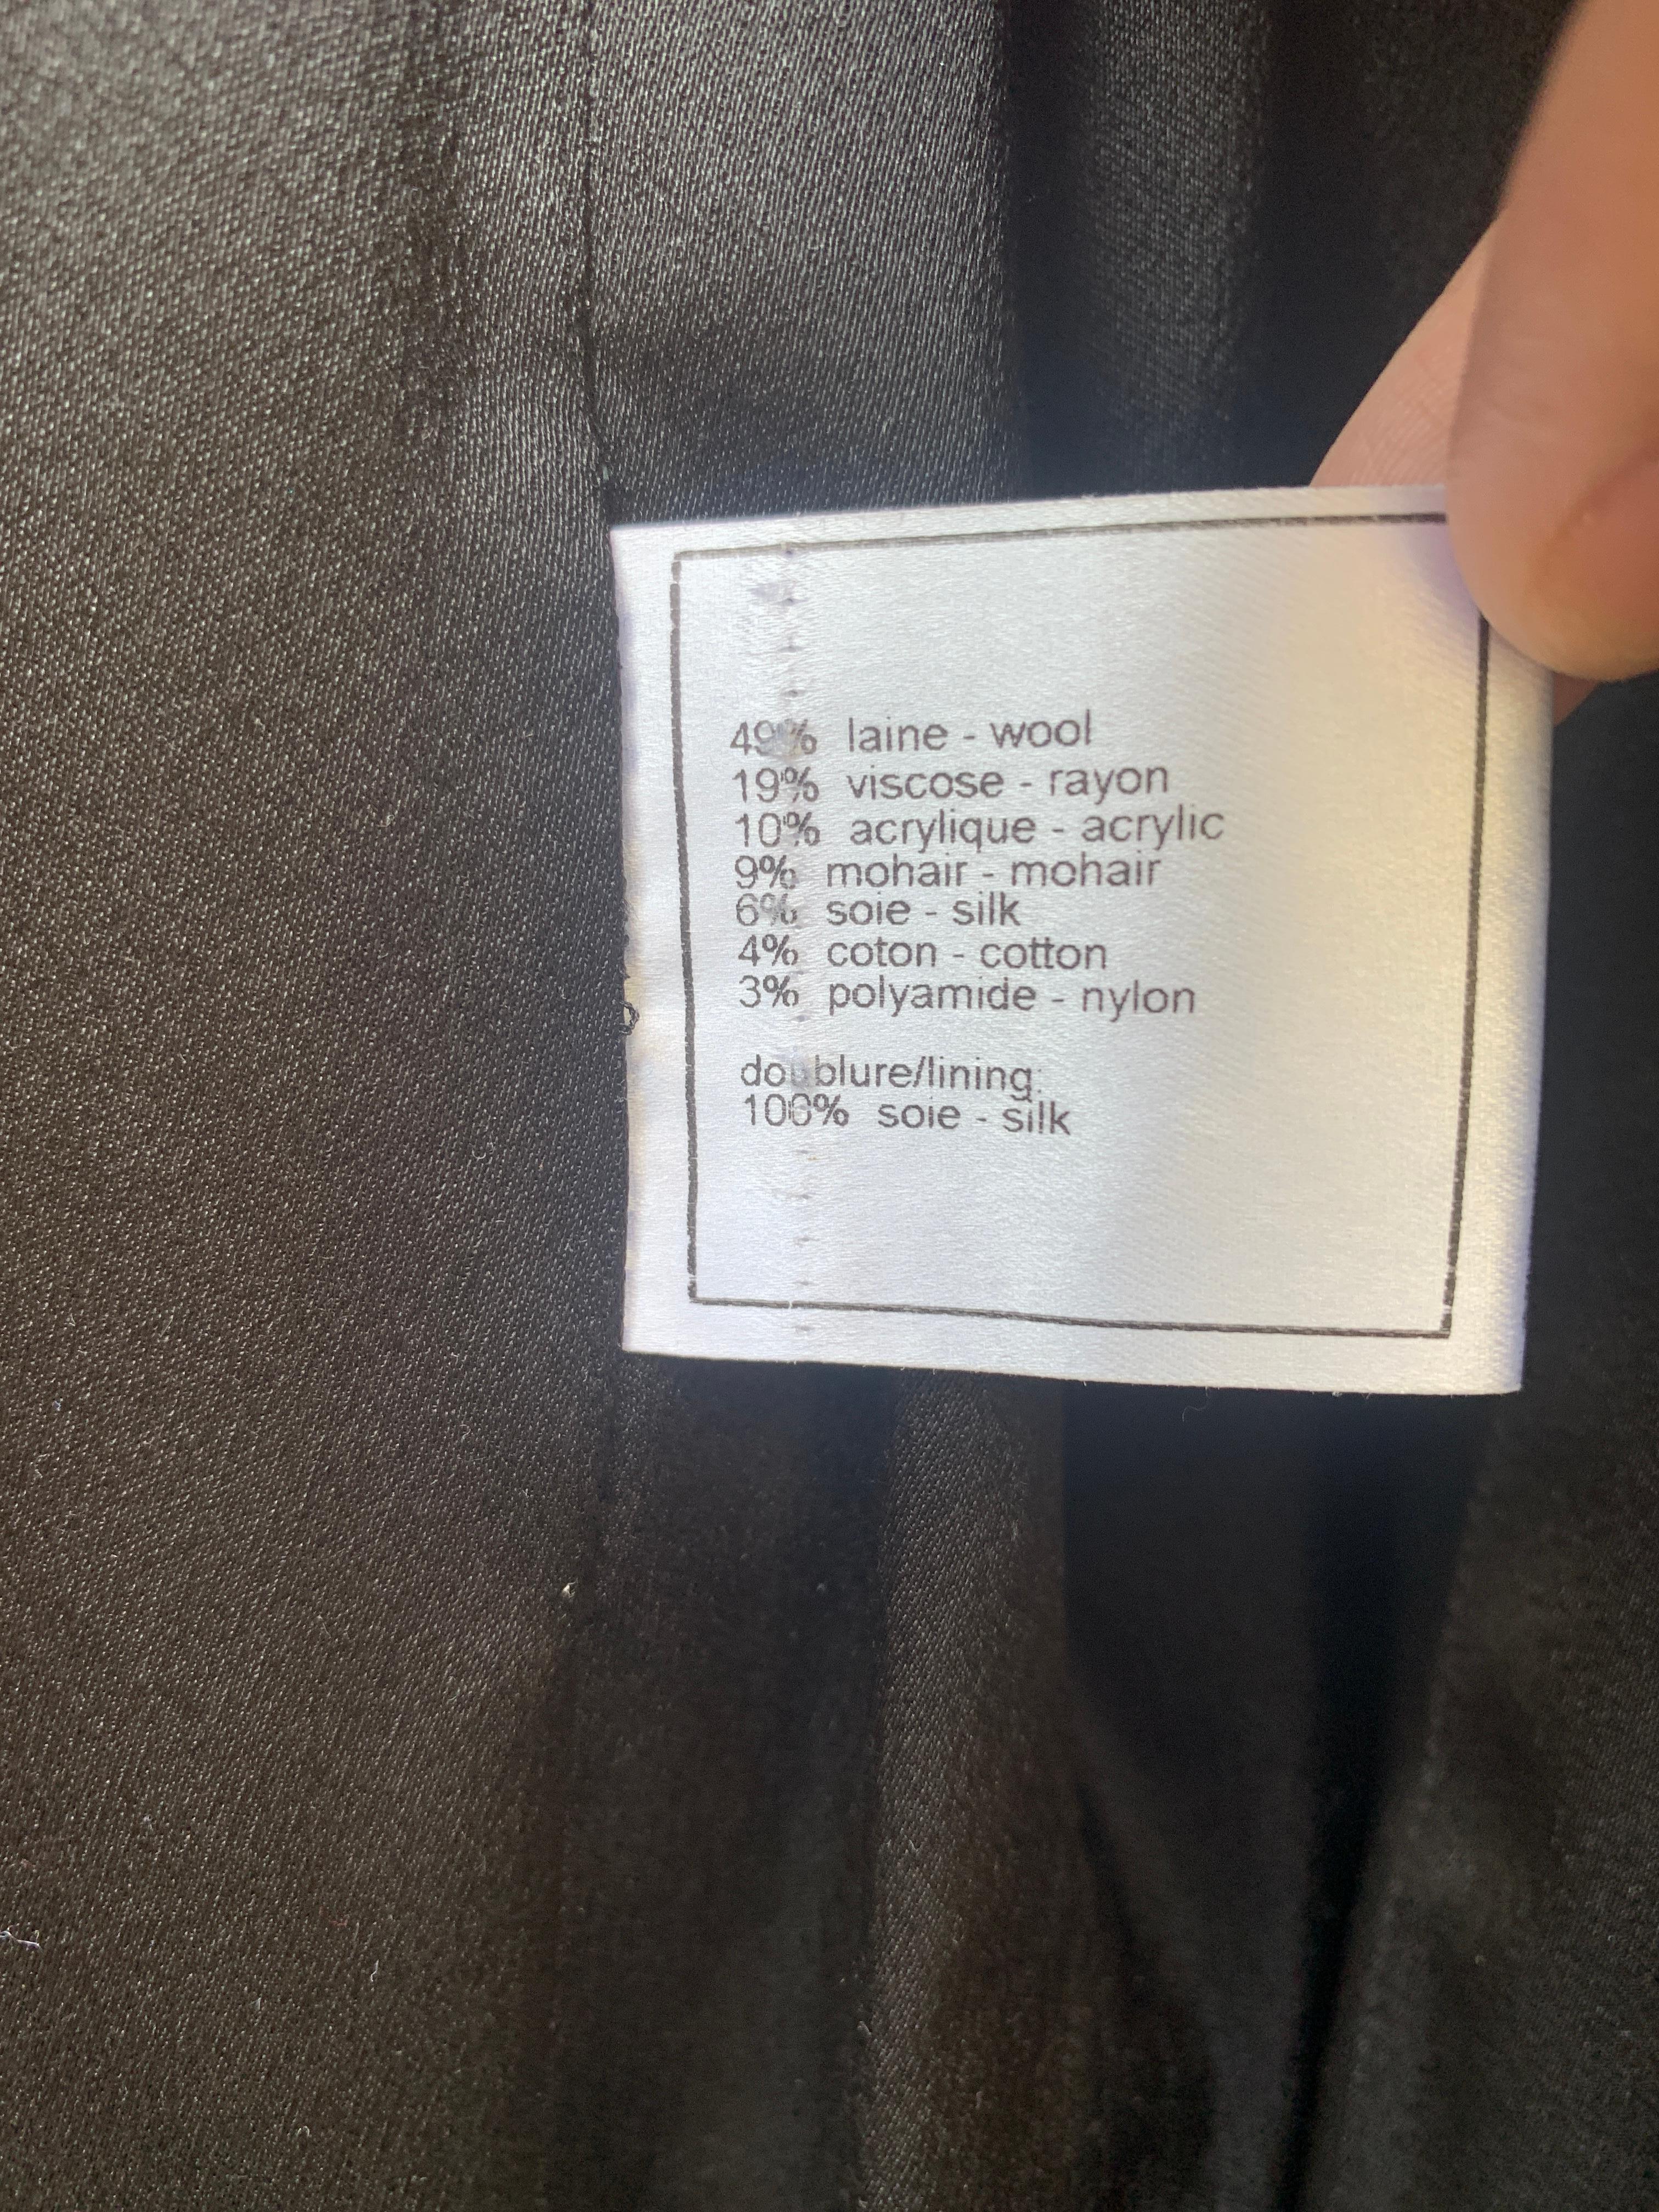 49% laine - wool
19% viscose - rayon
10% acrylique - acrylic
9% mohair - mohair
6% soie - silk
4% coton - cotton
3% polyamide - nylon
doublure/lining:
100% soie - silk